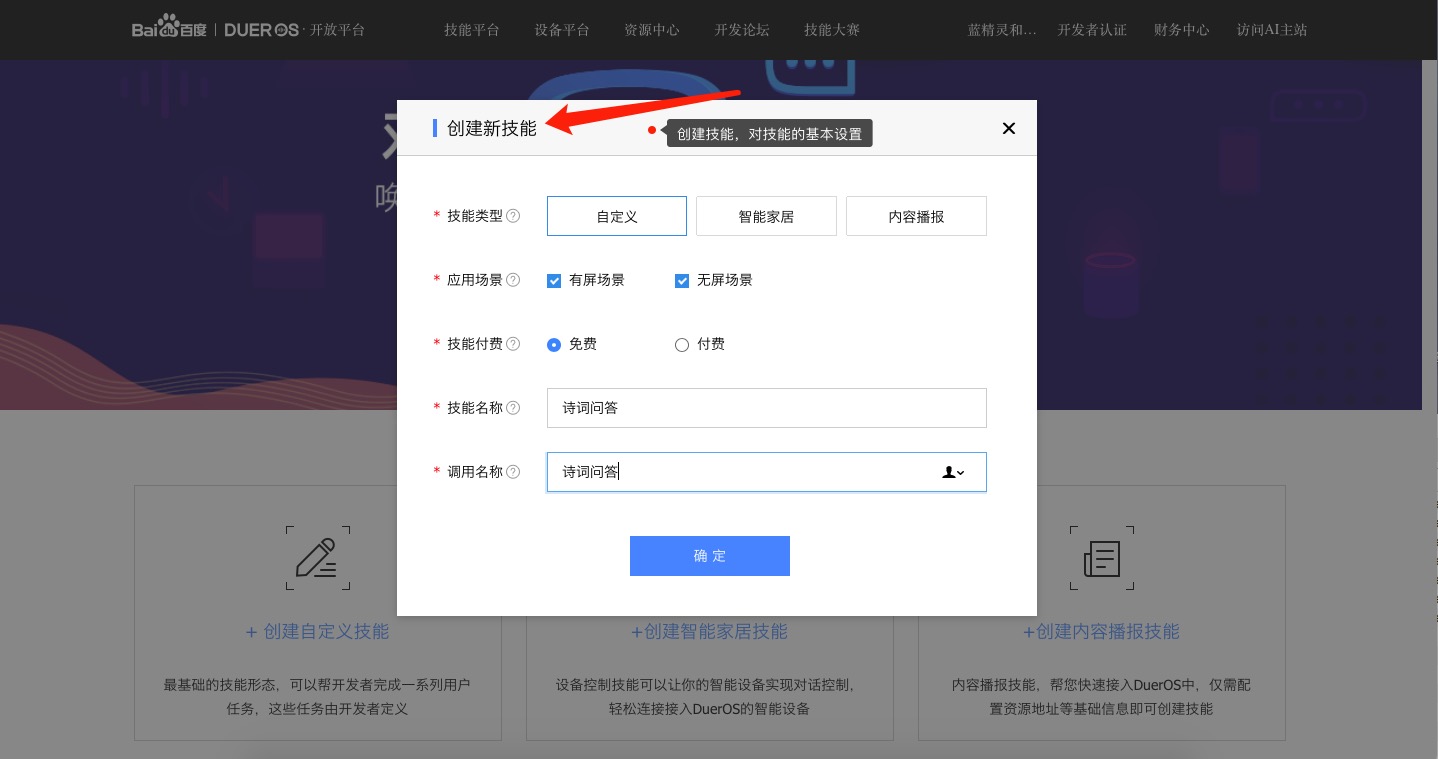 Bai du 百度 | DUEROS · 开放平台 技能平台 设备平台 资源中心 开发论坛 技能大赛 蓝精灵和... 开发者认证 财务中心 访问AI主站
创建新技能
创建技能，对技能的基本设置
* 技能类型 ? 自定义 智能家居 内容播报
* 应用场景 ? 有屏场景 无屏场景
* 技能付费 ? 免费 付费
* 技能名称 ? 诗词问答
* 调用名称 ? 诗词问答
确 定
+ 创建自定义技能
最基础的技能形态，可以帮开发者完成一系列用户
任务，这些任务由开发者定义
+创建智能家居技能
设备控制技能可以让你的智能设备实现对话控制，
轻松连接接入DuerOS的智能设备
+创建内容播报技能
内容播报技能，帮您快速接入DuerOS中，仅需配
置资源地址等基础信息即可创建技能